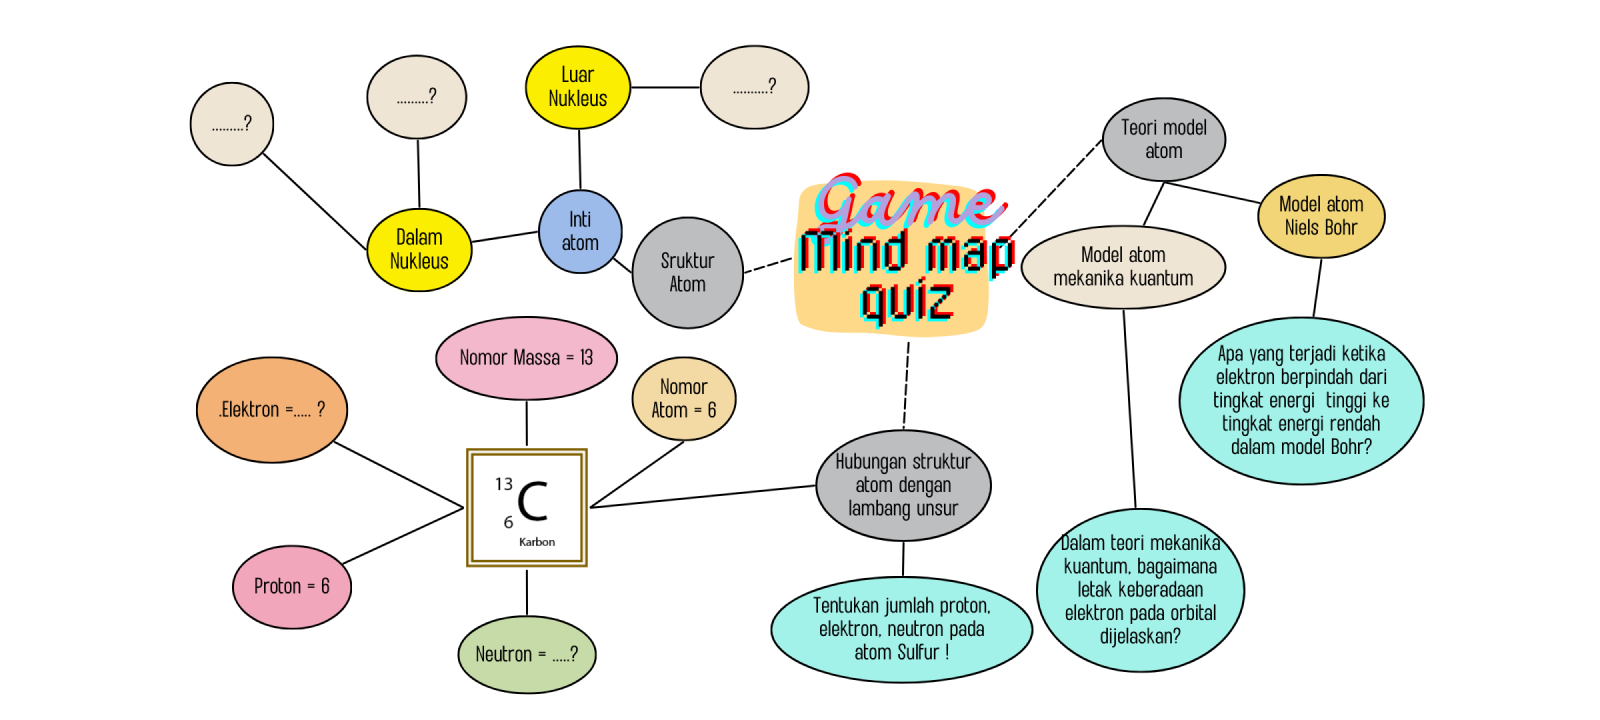 Game
Mind map
quiz
Sruktur
Atom
Inti
atom
Luar
Nukleus
..........?
Dalam
Nukleus
.........?
.........?
Teori model
atom
Model atom
Niels Bohr
Apa yang terjadi ketika
elektron berpindah dari
tingkat energi  tinggi ke
tingkat energi rendah
dalam model Bohr?
Model atom
mekanika kuantum
Dalam teori mekanika
kuantum, bagaimana
letak keberadaan
elektron pada orbital
dijelaskan?
Hubungan struktur
atom dengan
lambang unsur
Tentukan jumlah proton,
elektron, neutron pada
atom Sulfur !
Nomor Massa = 13
Nomor
Atom = 6
.Elektron =..... ?
13
C
6
Karbon
Proton = 6
Neutron = .....?